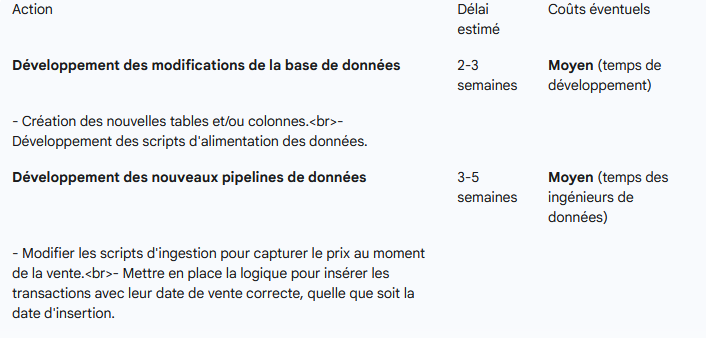 Action
Délai
estimé
Coûts éventuels
Développement des modifications de la base de données
2-3
semaines
Moyen (temps de
développement)
- Création des nouvelles tables et/ou colonnes.<br>-
Développement des scripts d'alimentation des données.
Développement des nouveaux pipelines de données
3-5
semaines
Moyen (temps des
ingénieurs de
données)
- Modifier les scripts d'ingestion pour capturer le prix au moment
de la vente.<br>- Mettre en place la logique pour insérer les
transactions avec leur date de vente correcte, quelle que soit la
date d'insertion.